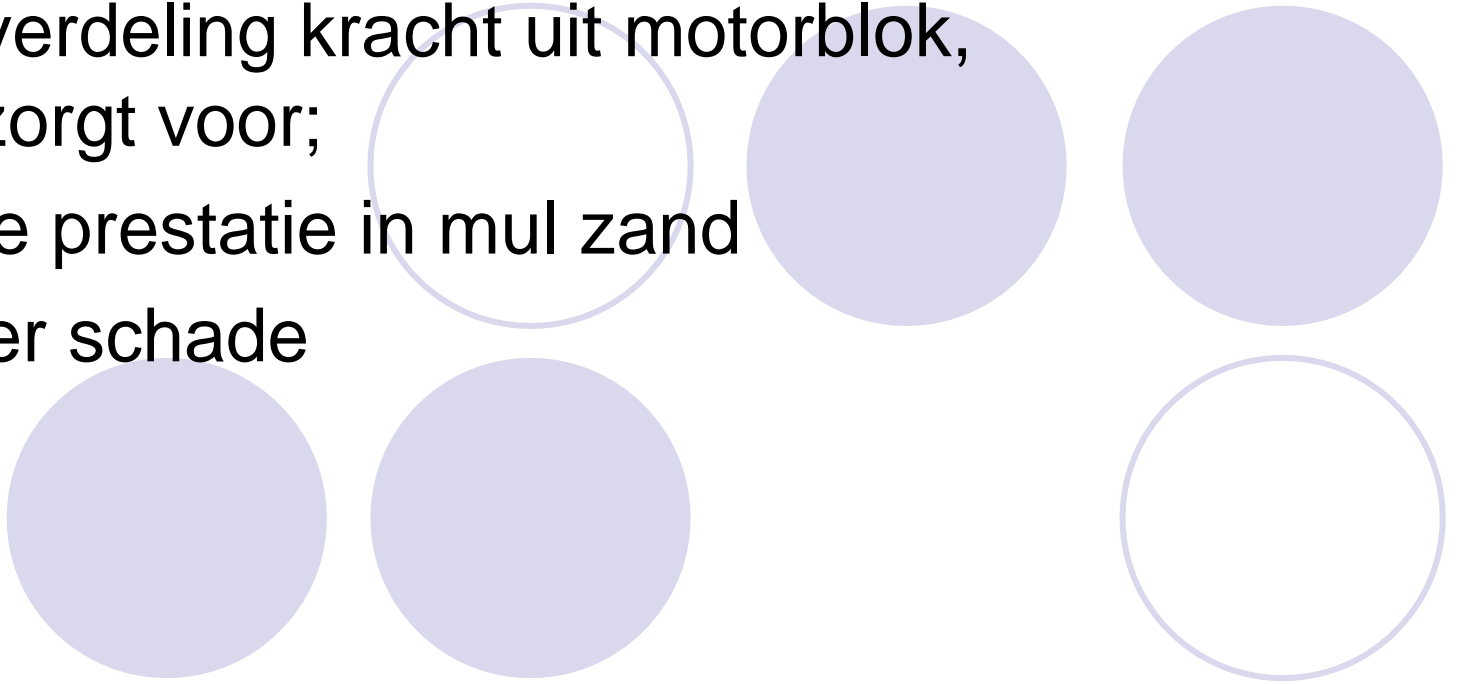 verdeling kracht uit motorblok,
zorgt voor;
e prestatie in mul zand
er schade